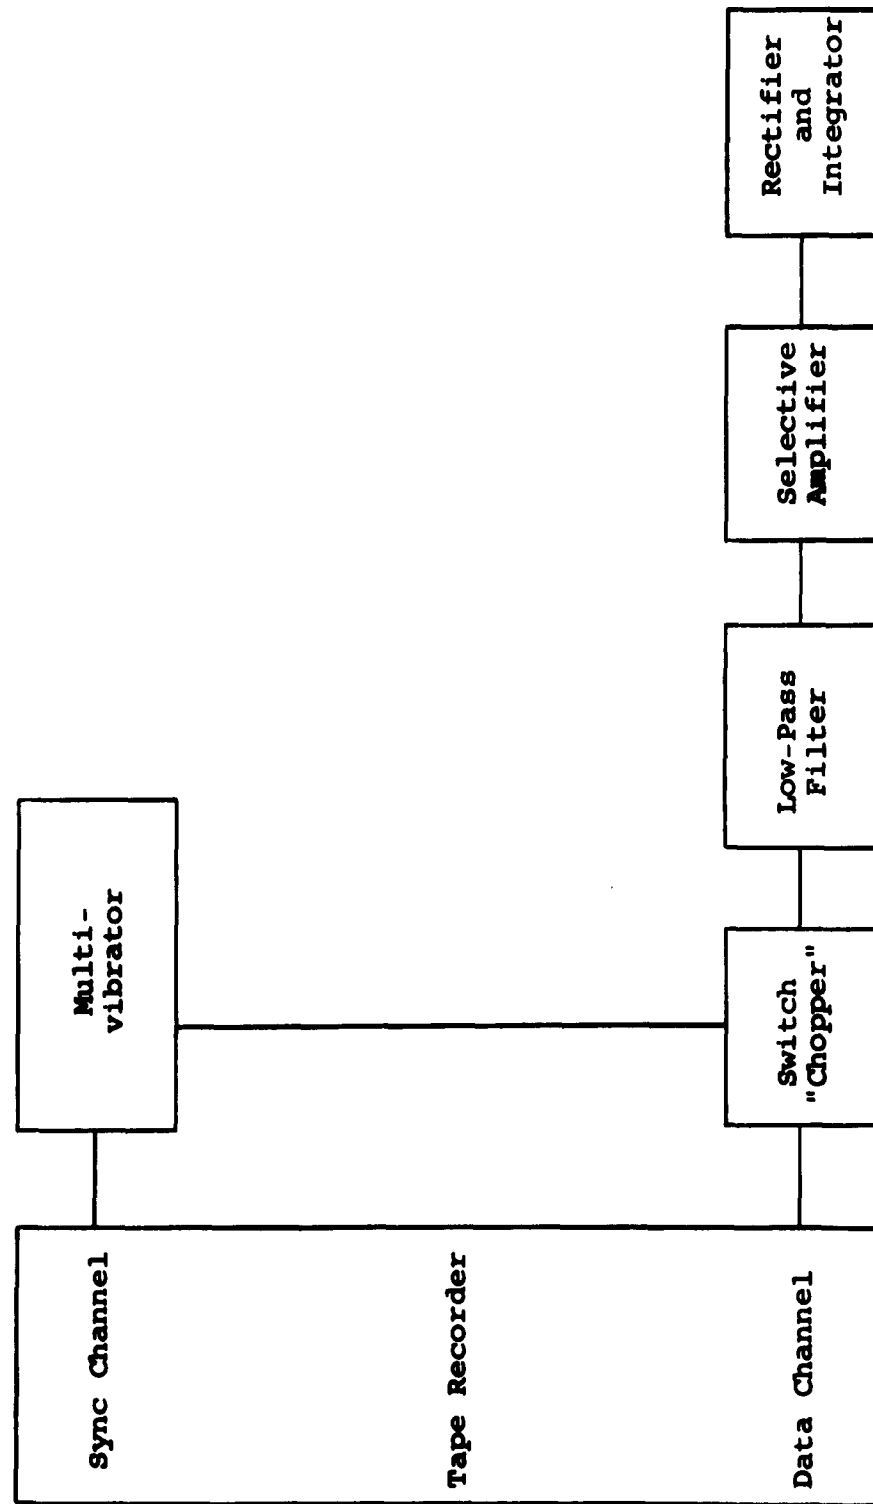 Sync Channel
Tape Recorder
Data Channel
Multi-
vibrator
Switch
"Chopper"
Low-Pass
Filter
Selective
Amplifier
Rectifier
and
Integrator